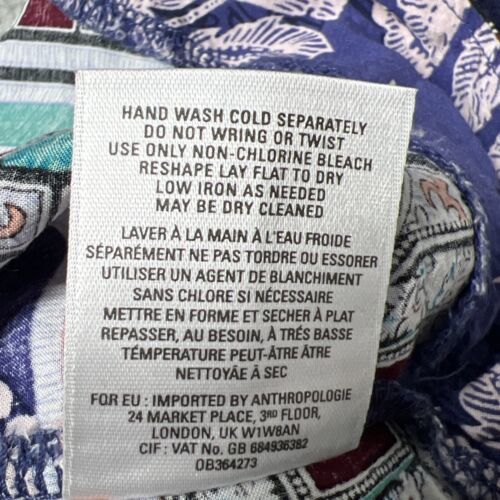 HAND WASH COLD SEPARATELY
DO NOT WRING OR TWIST
USE ONLY NON-CHLORINE BLEACH
RESHAPE LAY FLAT TO DRY
LOW IRON AS NEEDED
MAY BE DRY CLEANED
LAVER À LA MAIN À L'EAU FROIDE
SÉPARÉMENT NE PAS TORDRE OU ESSORER
UTILISER UN AGENT DE BLANCHIMENT
SANS CHLORE SI NÉCESSAIRE
METTRE EN FORME ET SECHER À PLAT
REPASSER, AU BESOIN, À TRÉS BASSE
TÉMPERATURE PEUT-ÂTRE ÂTRE
NETTOYÂE À SEC
FOR EU : IMPORTED BY ANTHROPOLOGIE
24 MARKET PLACE, 3RD FLOOR,
LONDON, UK W1W8AN
CIF : VAT No. GB 684936382
OB364273